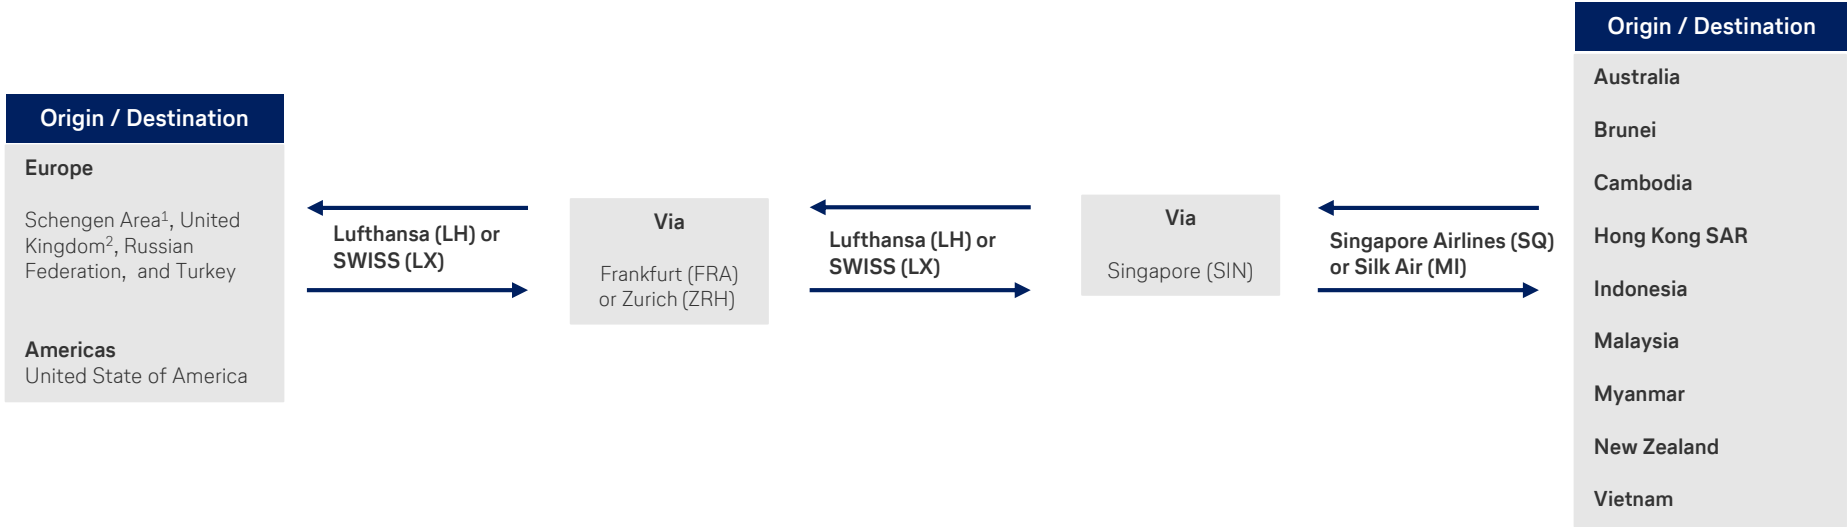 Origin / Destination
Europe
Schengen Area¹, United
Kingdom², Russian
Federation, and Turkey
Americas
United State of America
Lufthansa (LH) or
SWISS (LX)
Via
Frankfurt (FRA)
or Zurich (ZRH)
Lufthansa (LH) or
SWISS (LX)
Via
Singapore (SIN)
Singapore Airlines (SQ)
or Silk Air (MI)
Origin / Destination
Australia
Brunei
Cambodia
Hong Kong SAR
Indonesia
Malaysia
Myanmar
New Zealand
Vietnam